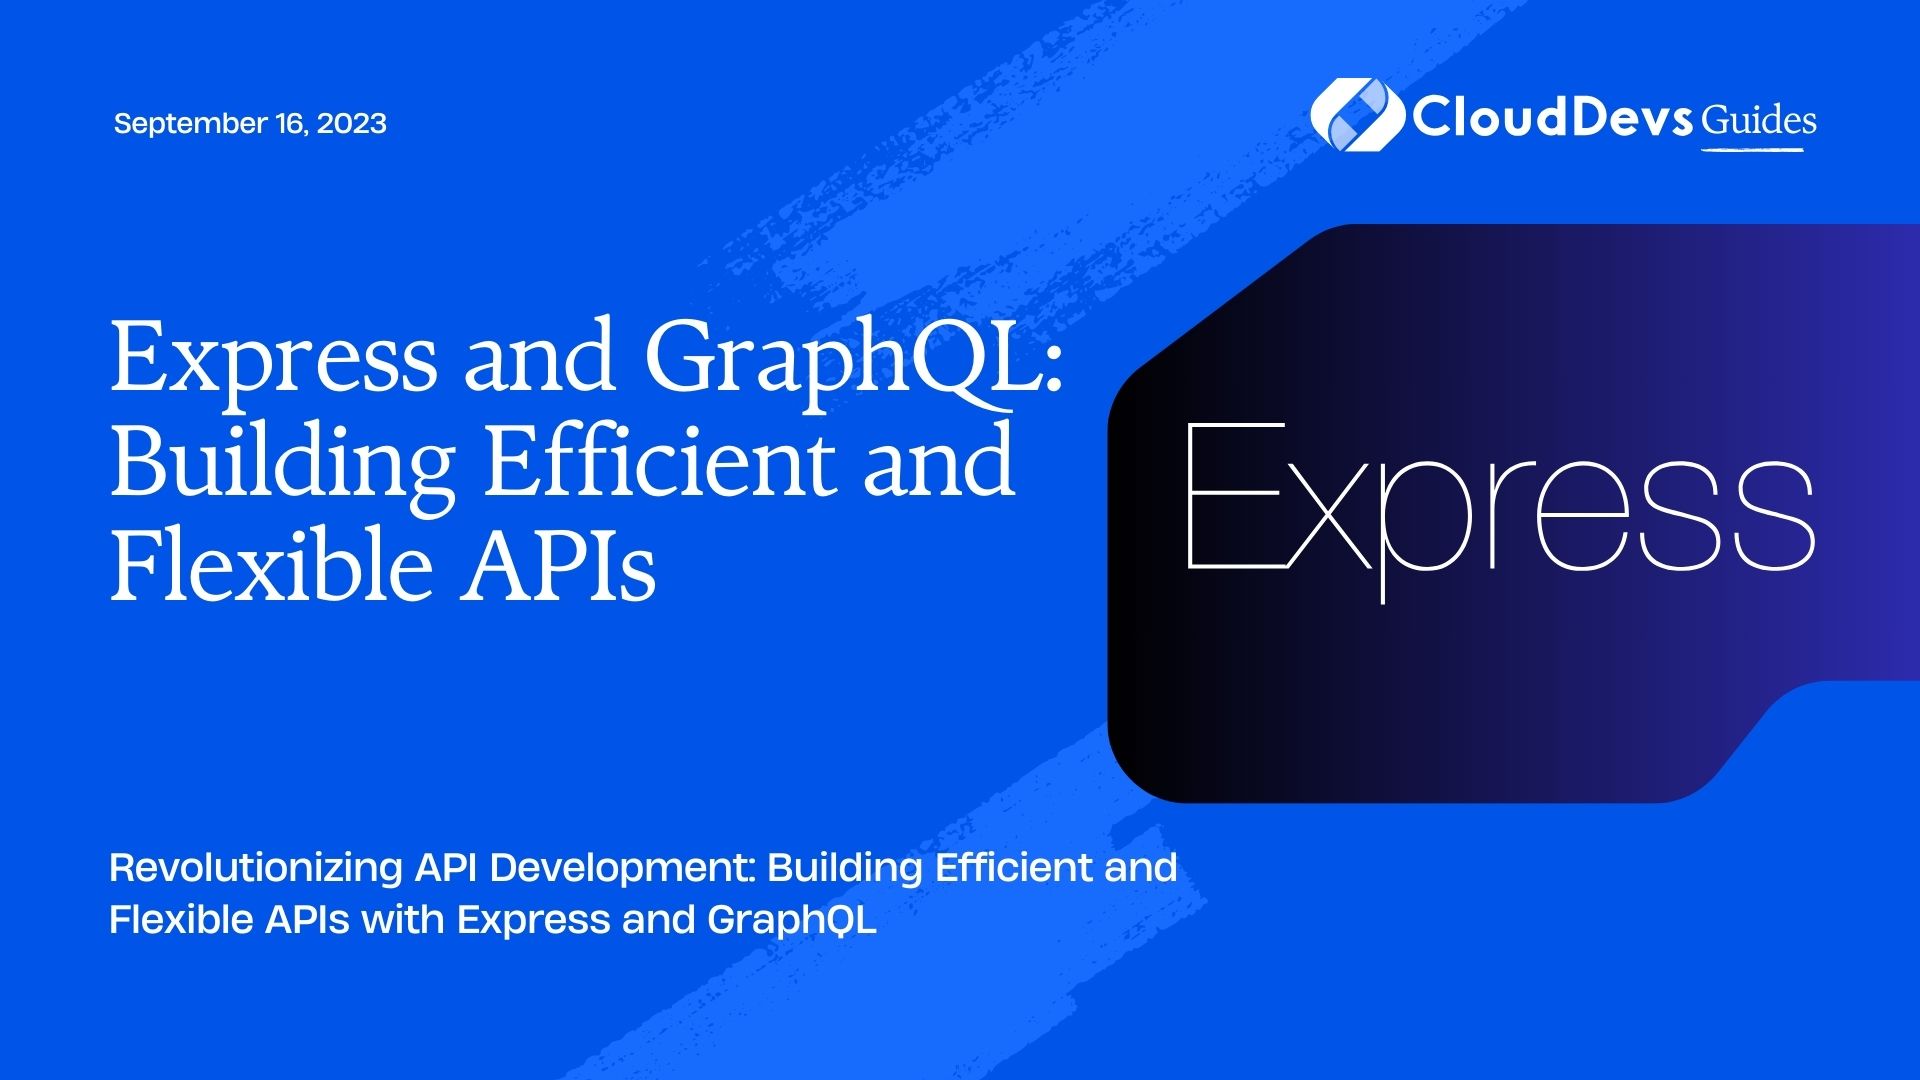 September 16, 2023
CloudDevs Guides
Express and GraphQL:
Building Efficient and
Flexible APIs
Express
Revolutionizing API Development: Building Efficient and
Flexible APIs with Express and GraphQL